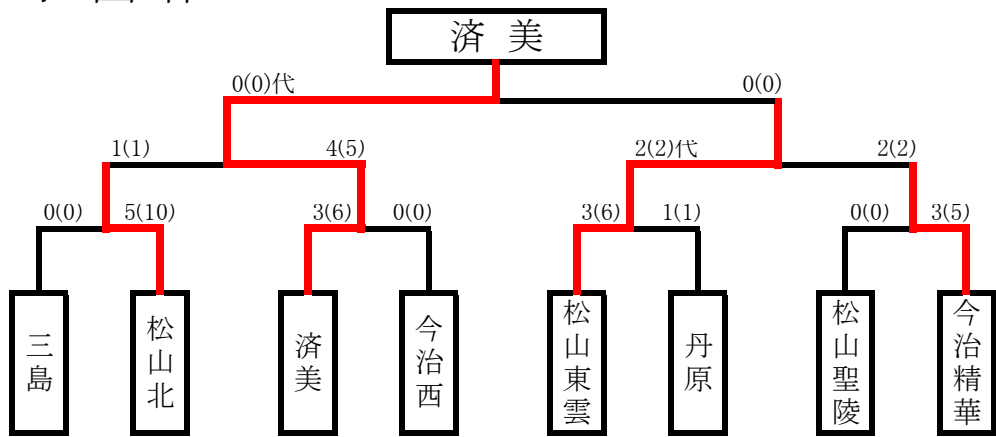 済美
0(0)代
0(0)
1(1)
4(5)
2(2)代
2(2)
0(0)
5(10)
3(6)
0(0)
3(6)
1(1)
0(0)
3(5)
三島
松山北
済美
今治西
松山東雲
丹原
松山聖陵
今治精華